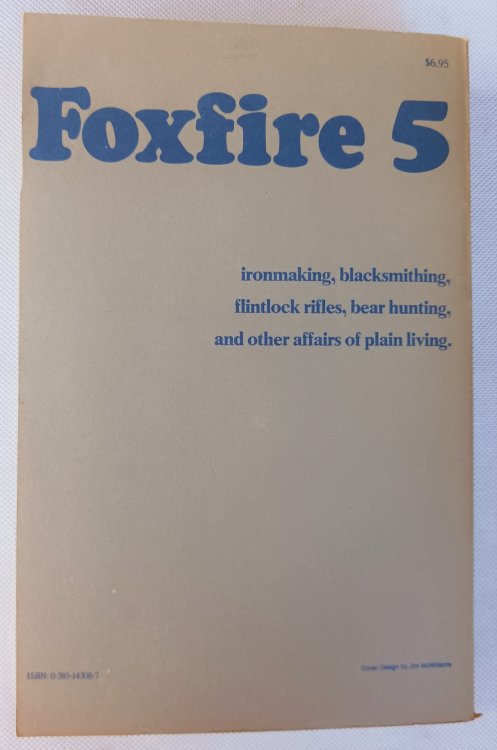 $6.95
Foxfire 5
ironmaking, blacksmithing,
flintlock rifles, bear hunting,
and other affairs of plain living.
ISBN: 0-385-14308-7
Cover Design by Jim McWilliams